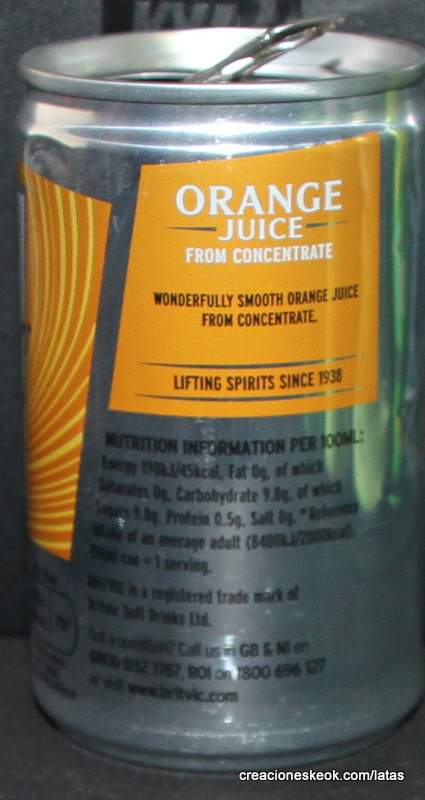 ORANGE
JUICE
FROM CONCENTRATE
WONDERFULLY SMOOTH ORANGE JUICE
FROM CONCENTRATE.
LIFTING SPIRITS SINCE 1938
NUTRITION INFORMATION PER 100ML:
Energy 190kJ/45kcal, Fat 0g, of which
Saturates 0g, Carbohydrate 9.8g, of which
Sugars 9.8g, Protein 0.5g, Salt 0g. *Reference
intake of an average adult (8400kJ/2000kcal).
can = 1 serving.
BRITVIC is a registered trade mark of
Britvic Soft Drinks Ltd.
Got a question? Call us in GB & NI on
0800 032 1767, ROI on 1800 696 127
or visit www.britvic.com
creacioneskeok.com/latas